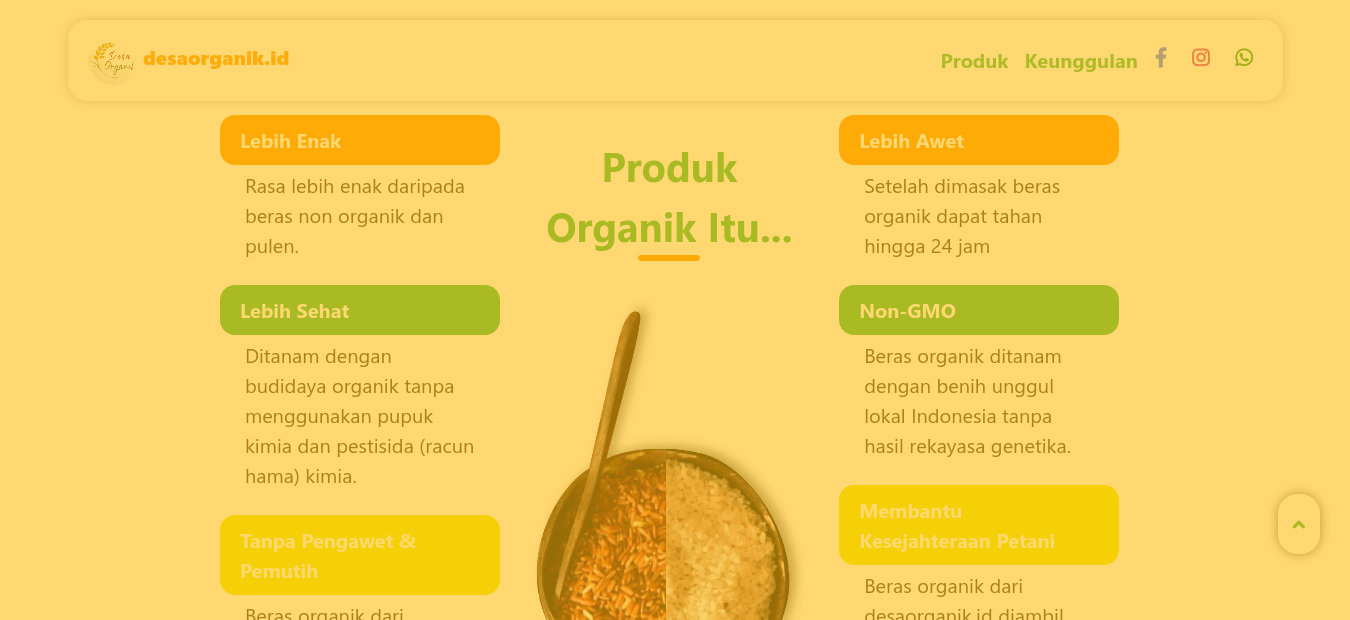 Desa
Organik
desaorganik.id
Produk
Keunggulan
Lebih Enak
Rasa lebih enak daripada
beras non organik dan
pulen.
Lebih Sehat
Ditanam dengan
budidaya organik tanpa
menggunakan pupuk
kimia dan pestisida (racun
hama) kimia.
Tanpa Pengawet &
Pemutih
Beras organik dari
Produk
Organik Itu...
Lebih Awet
Setelah dimasak beras
organik dapat tahan
hingga 24 jam
Non-GMO
Beras organik ditanam
dengan benih unggul
lokal Indonesia tanpa
hasil rekayasa genetika.
Membantu
Kesejahteraan Petani
Beras organik dari
desaorganik.id diambil